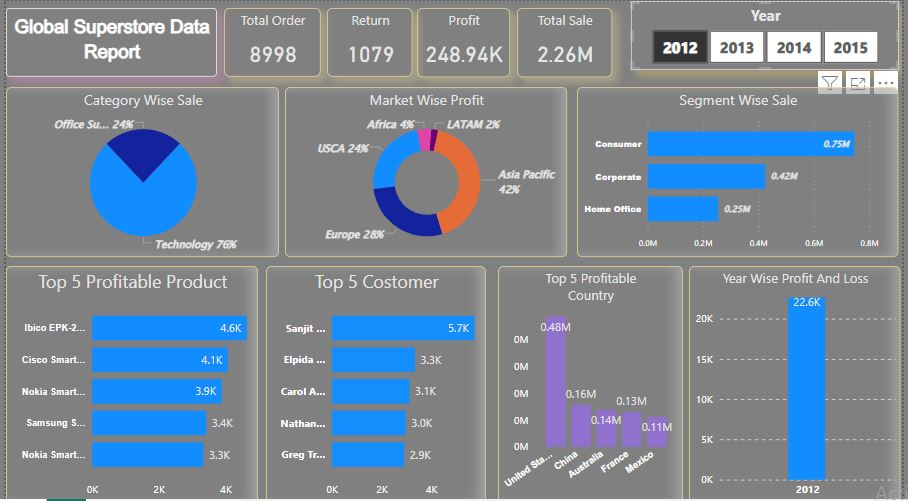 Global Superstore Data
Report
Total Order
8998
Return
1079
Profit
248.94K
Total Sale
2.26M
Year
2012
2013
2014
2015
Category Wise Sale
Office Su... 24%
Technology 76%
Market Wise Profit
Africa 4%
LATAM 2%
USCA 24%
Asia Pacific
42%
Europe 28%
Segment Wise Sale
Consumer
0.75M
Corporate
0.42M
Home Office
0.25M
0.0M 0.2M 0.4M 0.6M 0.8M
Top 5 Profitable Product
Ibico EPK-2...
4.6K
Cisco Smart...
4.1K
Nokia Smart...
3.9K
Samsung S...
3.4K
Nokia Smart...
3.3K
0K 2K 4K
Top 5 Costomer
Sanjit ...
5.7K
Elpida ...
3.3K
Carol A...
3.1K
Nathan...
3.0K
Greg Tr...
2.9K
0K 2K 4K
Top 5 Profitable
Country
0M
0M
0M
0M
0M
0.48M
0.16M
0.14M
0.13M
0.11M
United Sta...
China
Australia
France
Mexico
Year Wise Profit And Loss
20K
15K
10K
5K
0K
22.6K
2012